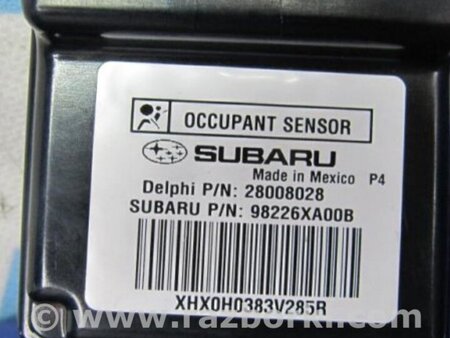 OCCUPANT SENSOR
SUBARU
Made in Mexico P4
Delphi P/N: 28008028
SUBARU P/N: 98226XA00B
XHX0H0383V285R
© www.razborki.com